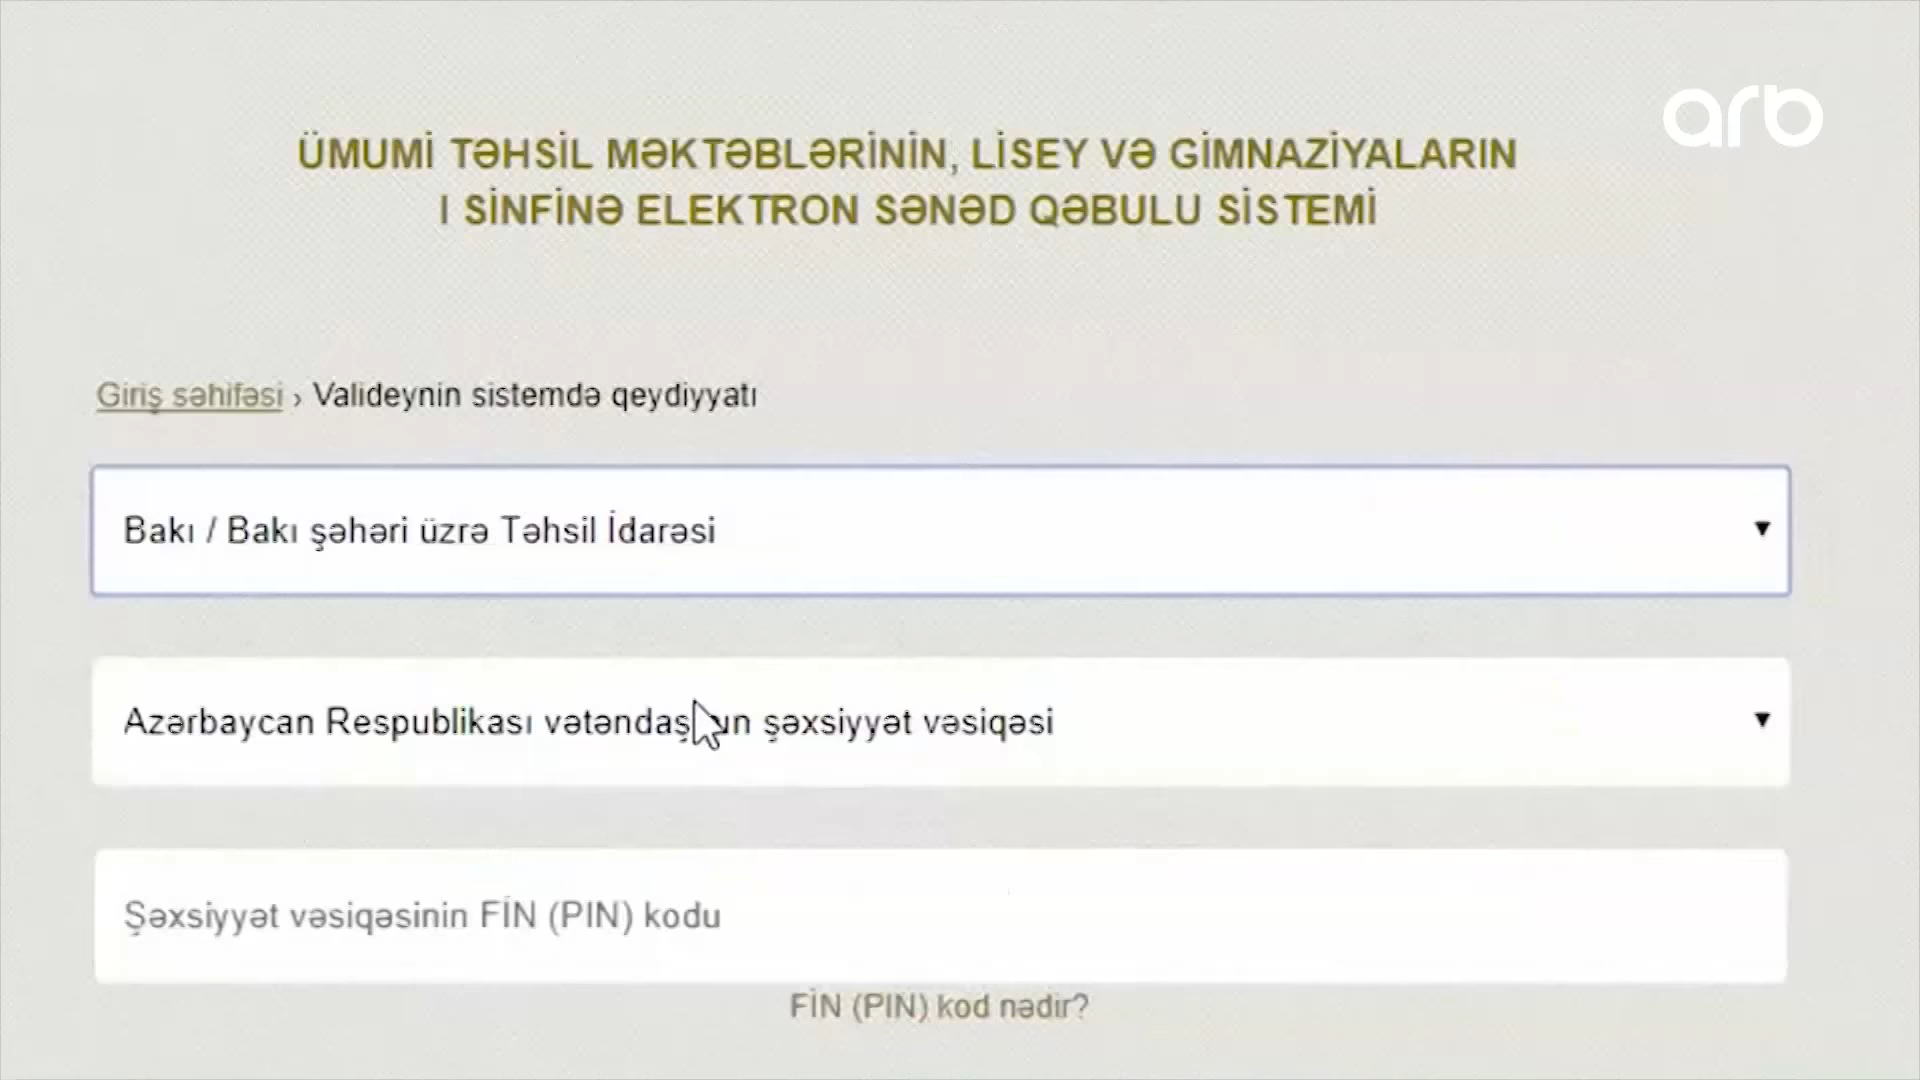 arb
ÜMUMİ TƏHSİL MƏKTƏBLƏRİNİN, LİSEY VƏ GİMNAZİYALARIN
I SİNFİNƏ ELEKTRON SƏNƏD QƏBULU SİSTEMİ
Giriş səhifəsi › Valideynin sistemdə qeydiyyatı
Bakı / Bakı şəhəri üzrə Təhsil İdarəsi
Azərbaycan Respublikası vətəndaşının şəxsiyyət vəsiqəsi
Şəxsiyyət vəsiqəsinin FİN (PIN) kodu
FİN (PIN) kod nədir?